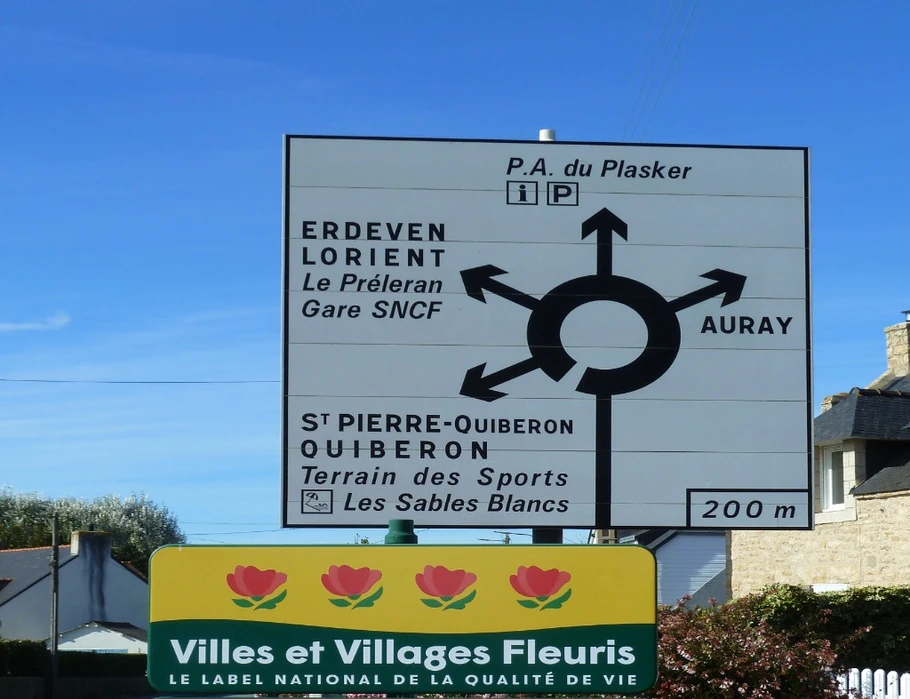 P.A. du Plasker
i P
ERDEVEN
LORIENT
Le Préleran
Gare SNCF
AURAY
ST PIERRE-QUIBERON
QUIBERON
Terrain des Sports
Les Sables Blancs
200 m
Villes et Villages Fleuris
LE LABEL NATIONAL DE LA QUALITÉ DE VIE